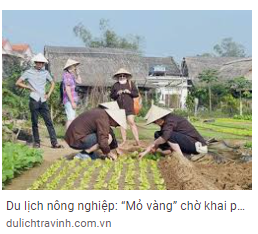 Du lịch nông nghiệp: “Mỏ vàng” chờ khai p...
dulichtravinh.com.vn